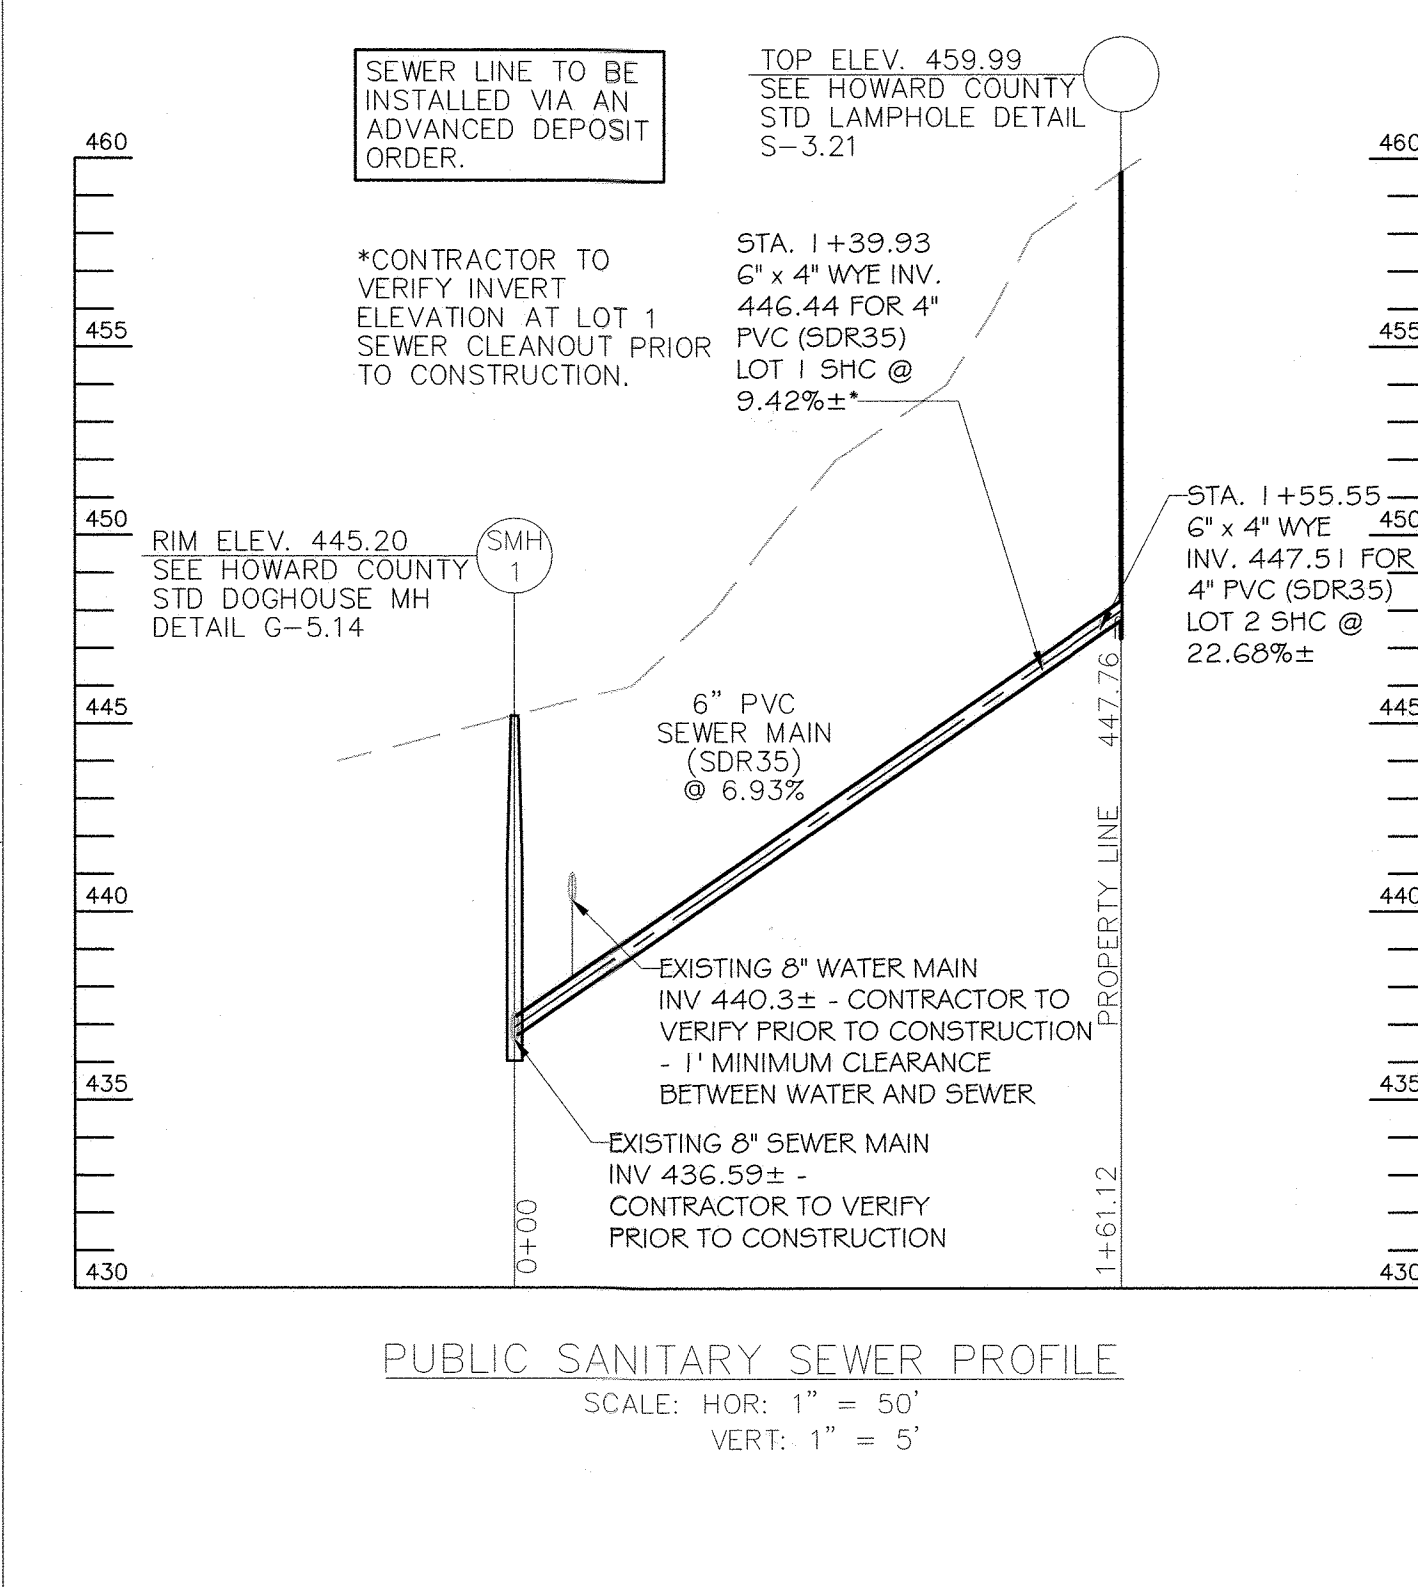 SEWER LINE TO BE
INSTALLED VIA AN
ADVANCED DEPOSIT
ORDER.
TOP ELEV. 459.99
SEE HOWARD COUNTY
STD LAMPHOLE DETAIL
S-3.21
*CONTRACTOR TO
VERIFY INVERT
ELEVATION AT LOT 1
SEWER CLEANOUT PRIOR
TO CONSTRUCTION.
STA. 1+39.93
6" x 4" WYE INV.
446.44 FOR 4"
PVC (SDR35)
LOT 1 SHC @
9.42%±*
STA. 1+55.55
6" x 4" WYE
INV. 447.51 FOR
4" PVC (SDR35)
LOT 2 SHC @
22.68%±
RIM ELEV. 445.20
SEE HOWARD COUNTY
STD DOGHOUSE MH
DETAIL G-5.14
SMH
1
6" PVC
SEWER MAIN
(SDR35)
@ 6.93%
447.76
PROPERTY LINE
EXISTING 8" WATER MAIN
INV 440.3± - CONTRACTOR TO
VERIFY PRIOR TO CONSTRUCTION
- 1' MINIMUM CLEARANCE
BETWEEN WATER AND SEWER
EXISTING 8" SEWER MAIN
INV 436.59± -
CONTRACTOR TO VERIFY
PRIOR TO CONSTRUCTION
0+00
1+61.12
460
455
450
445
440
435
430
460
455
450
445
440
435
430
PUBLIC SANITARY SEWER PROFILE
SCALE: HOR: 1" = 50'
VERT: 1" = 5'